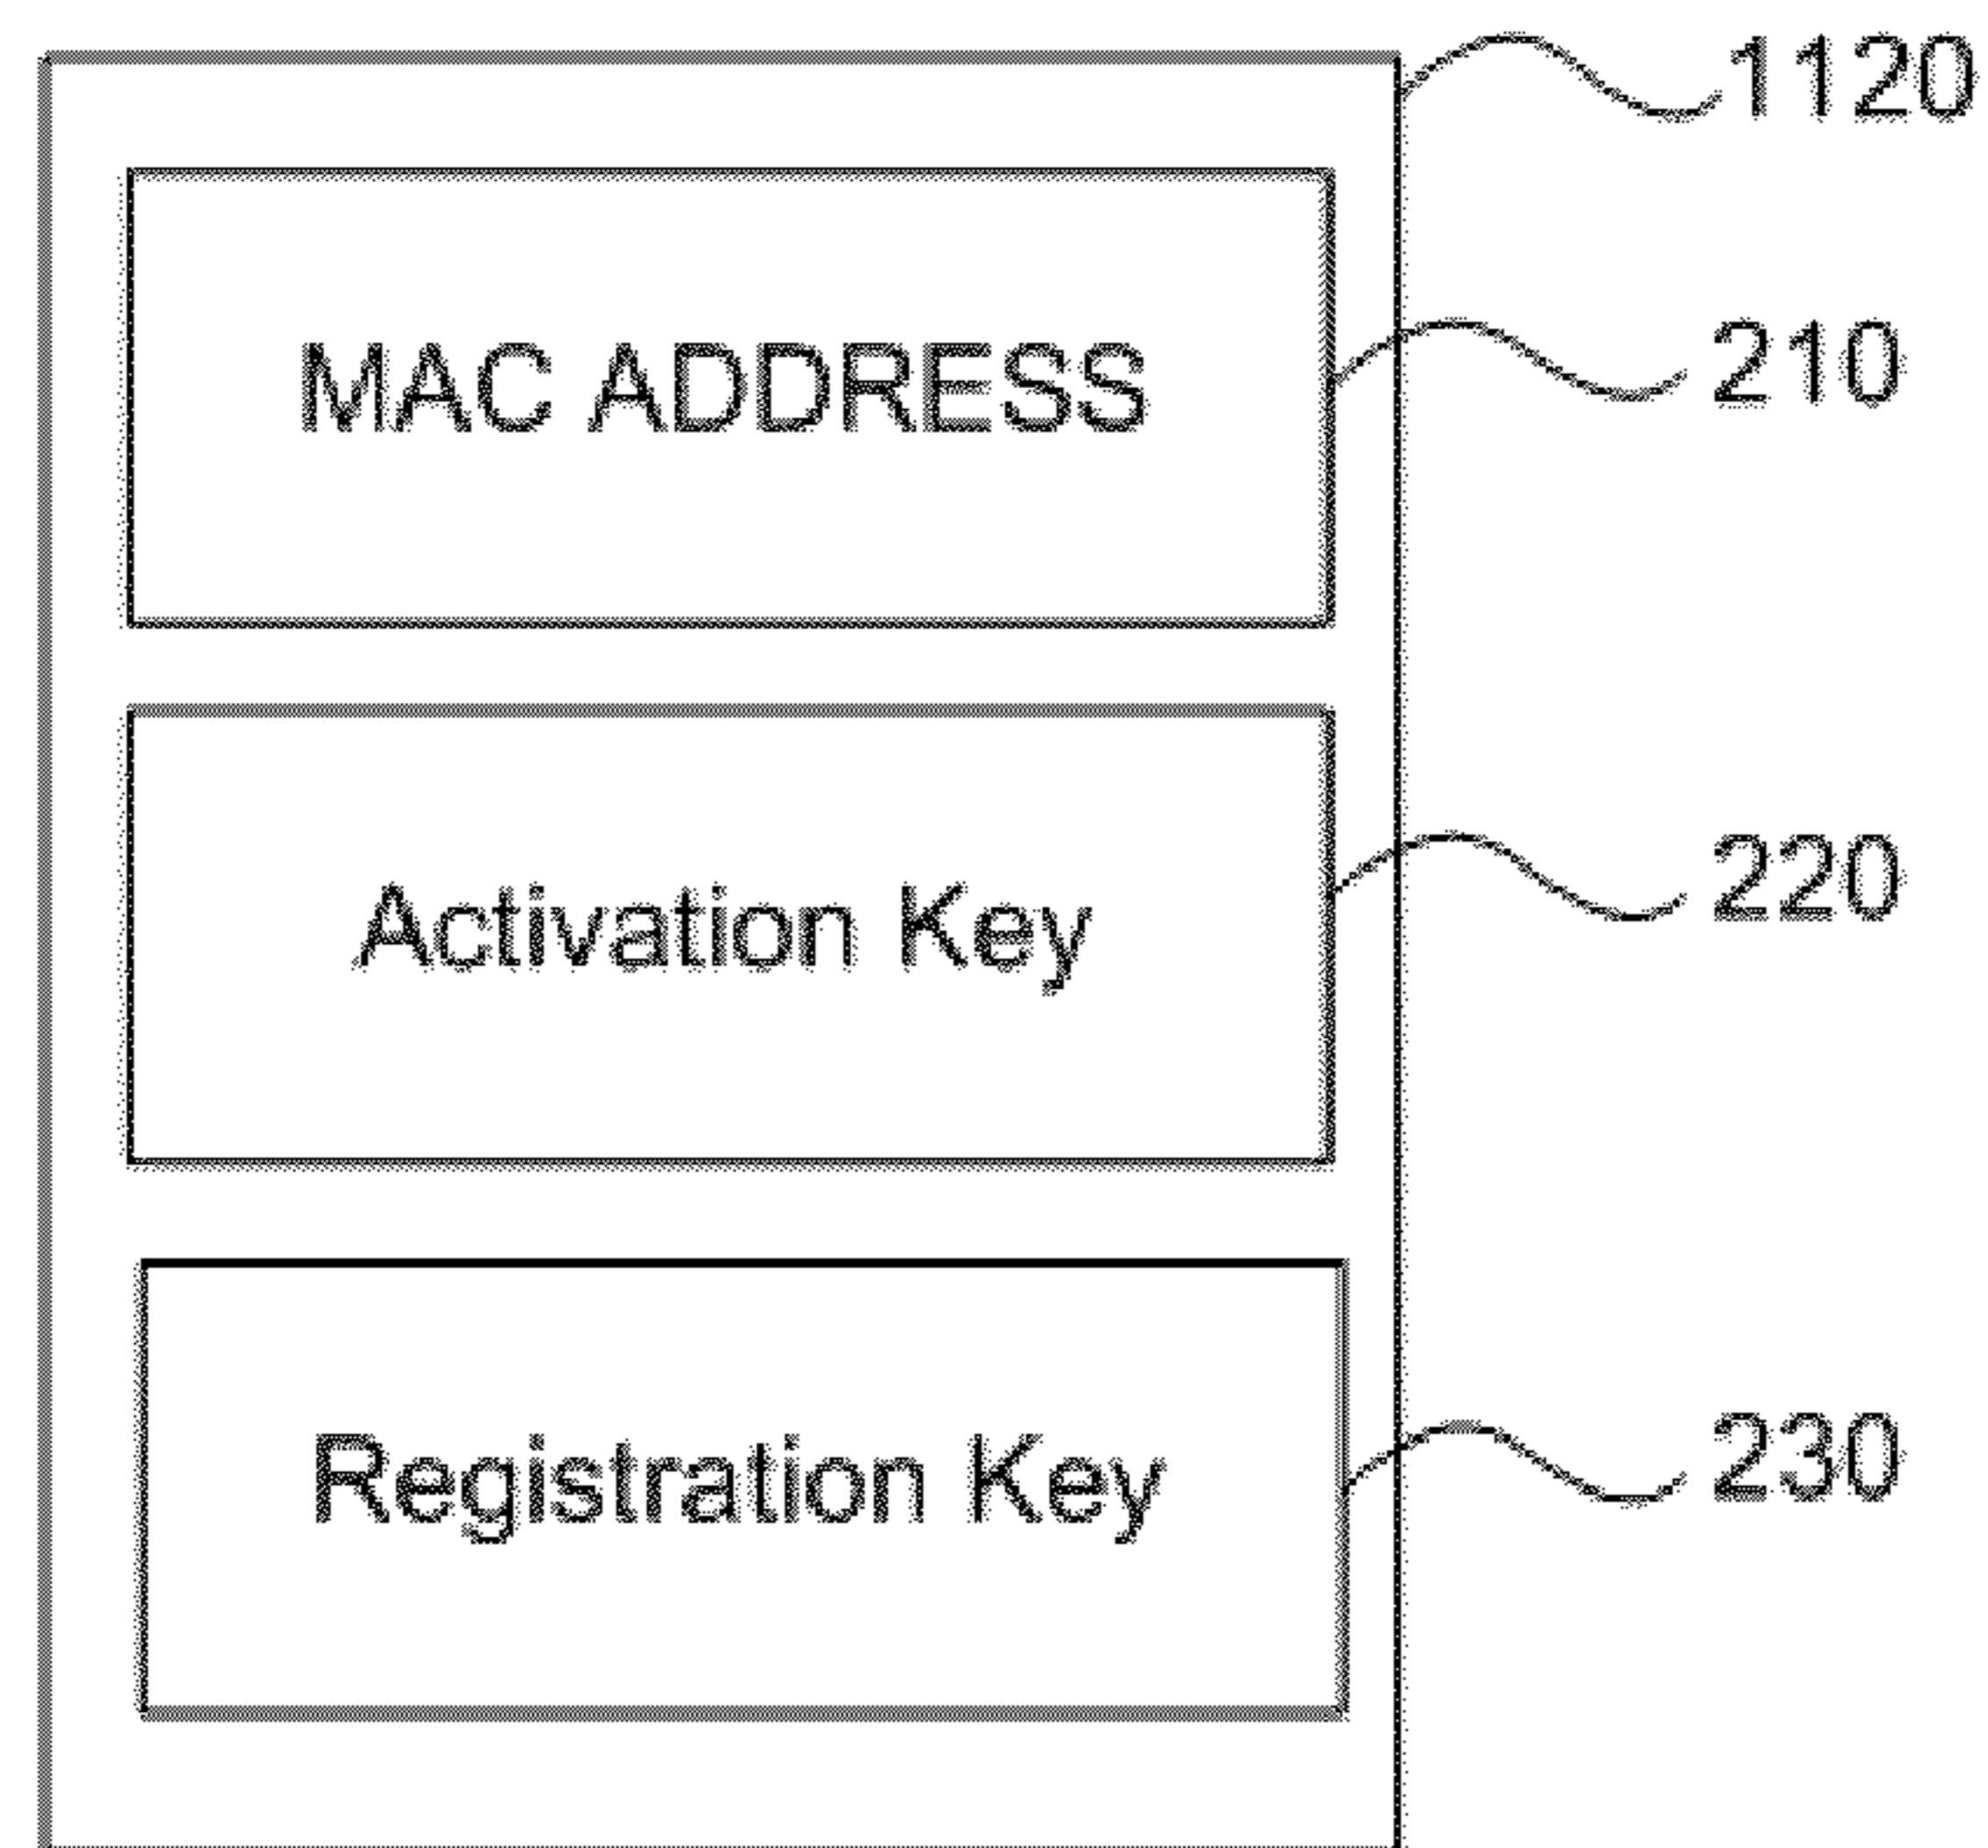 1120
MAC ADDRESS
210
Activation Key
220
Registration Key
230